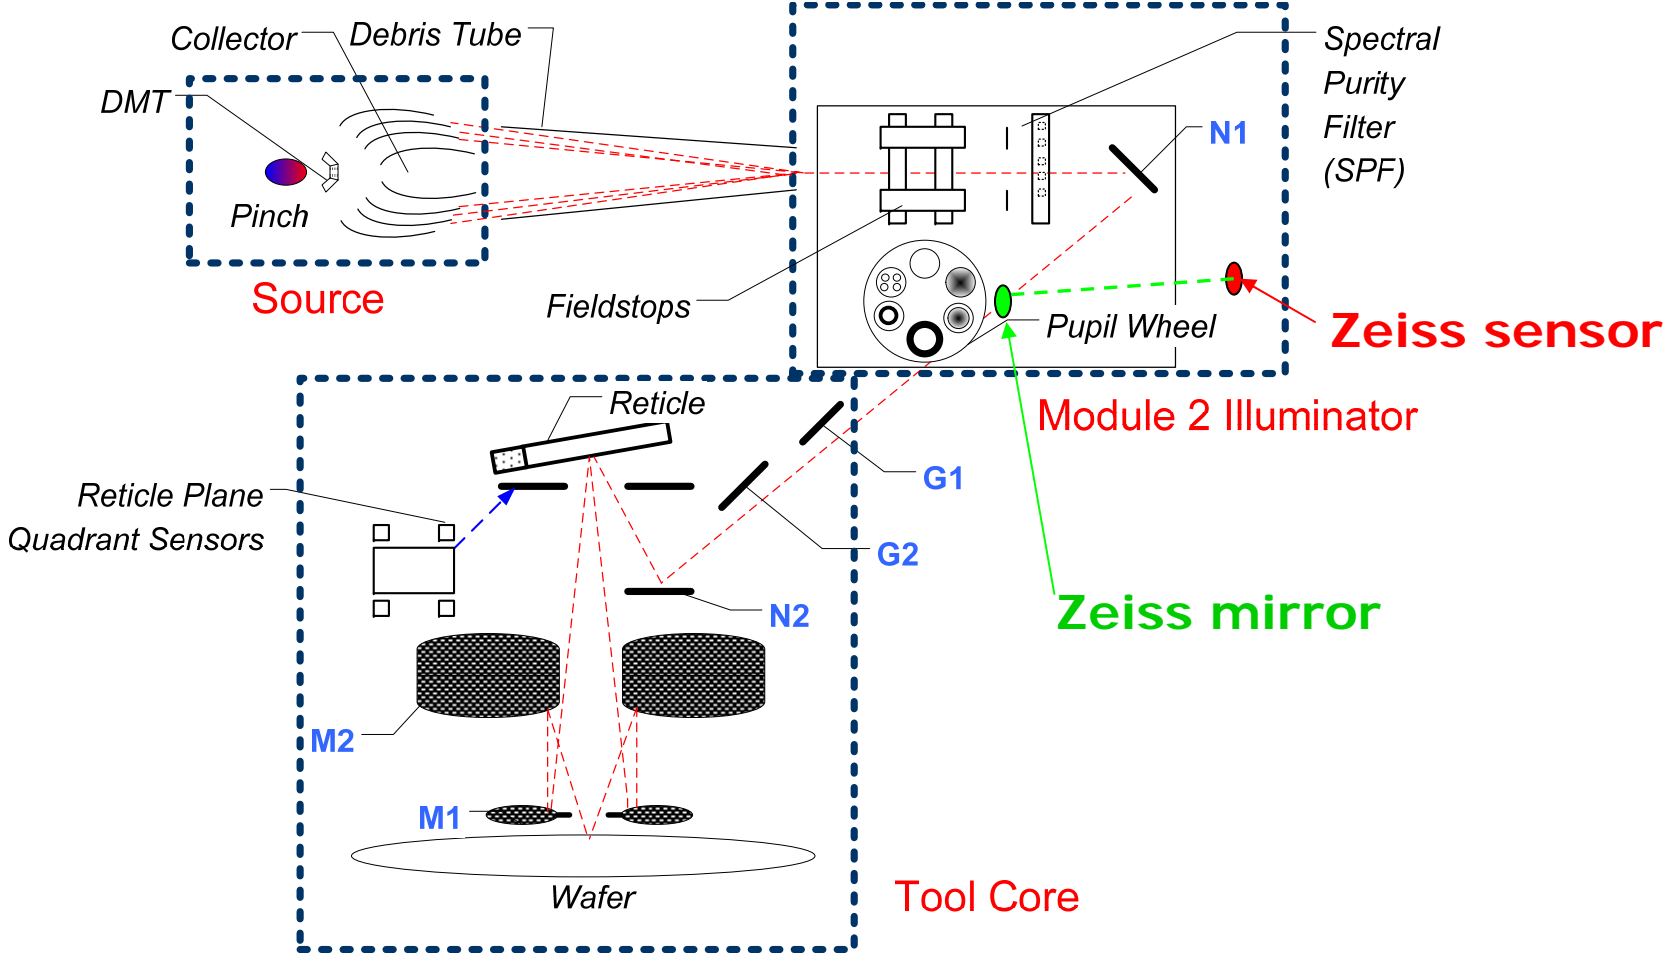 Collector
Debris Tube
DMT
Pinch
Source
Spectral
Purity
Filter
(SPF)
N1
Fieldstops
Pupil Wheel
Zeiss sensor
Module 2 Illuminator
Reticle
Reticle Plane
Quadrant Sensors
G1
G2
N2
Zeiss mirror
M2
M1
Wafer
Tool Core